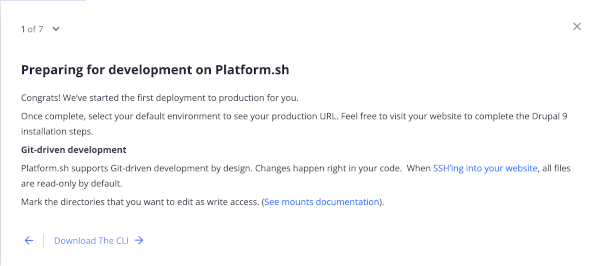 1 of 7
Preparing for development on Platform.sh
Congrats! We've started the first deployment to production for you.
Once complete, select your default environment to see your production URL. Feel free to visit your website to complete the Drupal 9
installation steps.
Git-driven development
Platform.sh supports Git-driven development by design. Changes happen right in your code.  When SSH'ing into your website, all files
are read-only by default.
Mark the directories that you want to edit as write access. (See mounts documentation).
Download The CLI